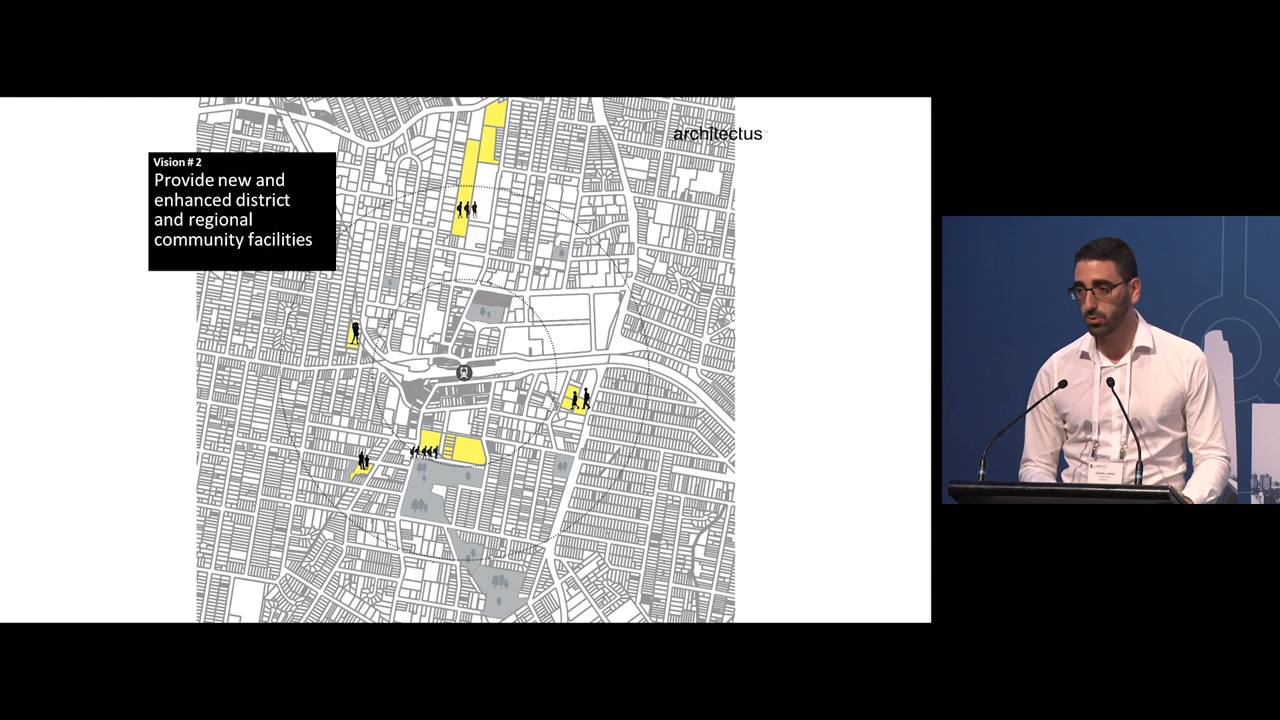 architectus
Vision # 2
Provide new and
enhanced district
and regional
community facilities